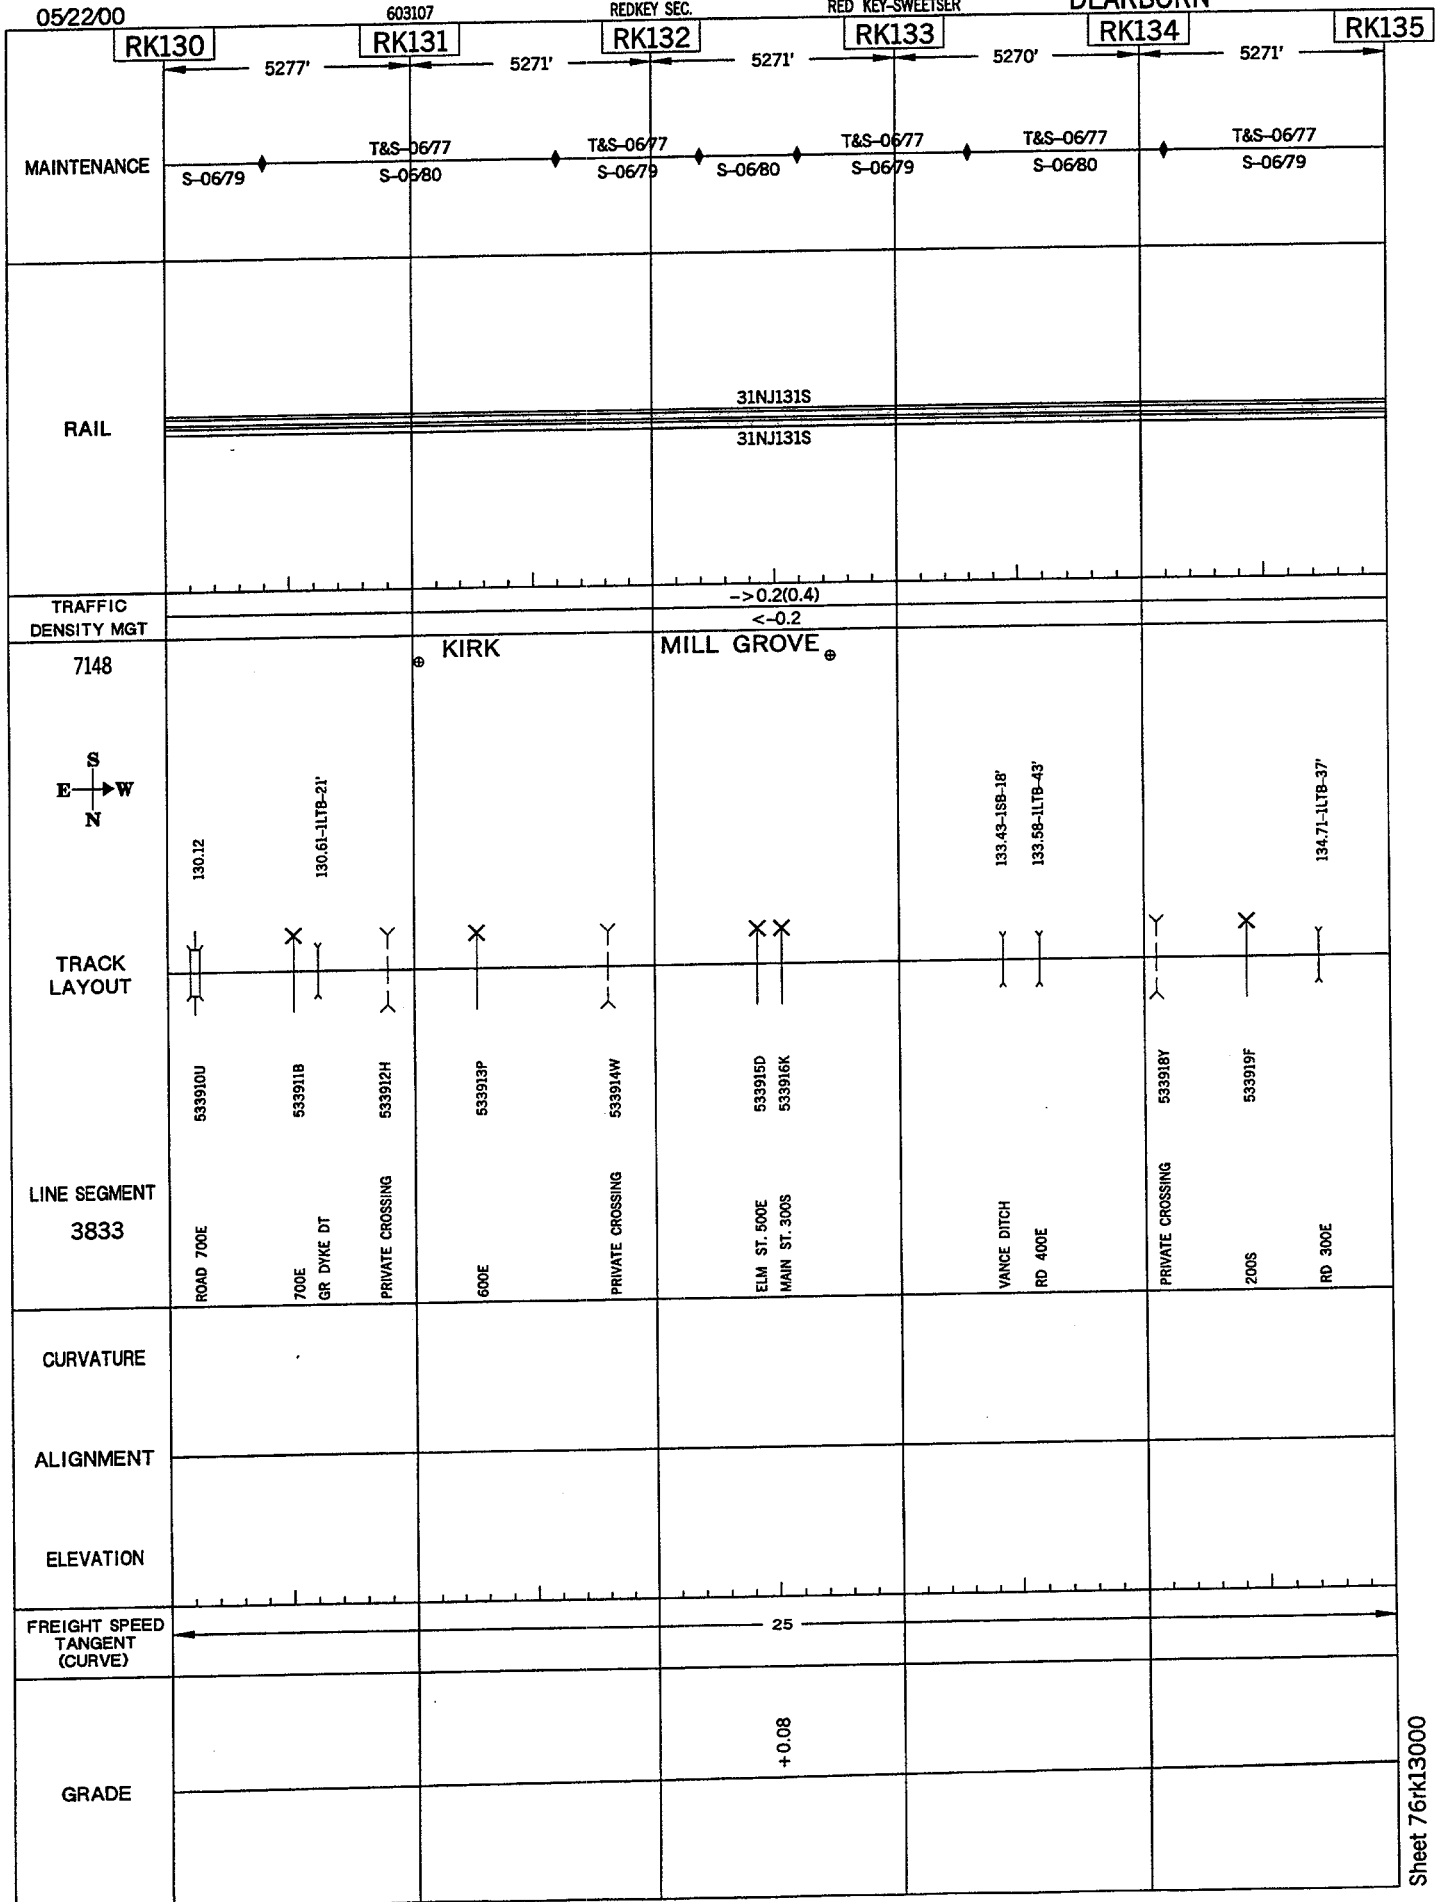 05/22/00
603107
REDKEY SEC.
RED KEY-SWEETSER
DEARBORN
RK130 RK131 RK132 RK133 RK134 RK135
5277' 5271' 5271' 5270' 5271'
MAINTENANCE
T&S-06/77 T&S-06/77 T&S-06/77 T&S-06/77 T&S-06/77
S-06/79 S-06/80 S-06/79 S-06/80 S-06/79 S-06/80 S-06/79
RAIL
31NJ131S
31NJ131S
TRAFFIC
DENSITY MGT
->0.2(0.4)
<-0.2
7148
KIRK
MILL GROVE
S
E W
N
130.12
130.61-1LTB-21'
133.43-1SB-18'
133.58-1LTB-43'
134.71-1LTB-37'
TRACK
LAYOUT
533910U
533911B
533912H
533913P
533914W
533915D
533916K
533918Y
533919F
LINE SEGMENT
3833
ROAD 700E
700E
GR DYKE DT
PRIVATE CROSSING
600E
PRIVATE CROSSING
ELM ST. 500E
MAIN ST. 300S
VANCE DITCH
RD 400E
PRIVATE CROSSING
200S
RD 300E
CURVATURE
ALIGNMENT
ELEVATION
FREIGHT SPEED
TANGENT
(CURVE)
25
GRADE
+0.08
Sheet 76rk13000